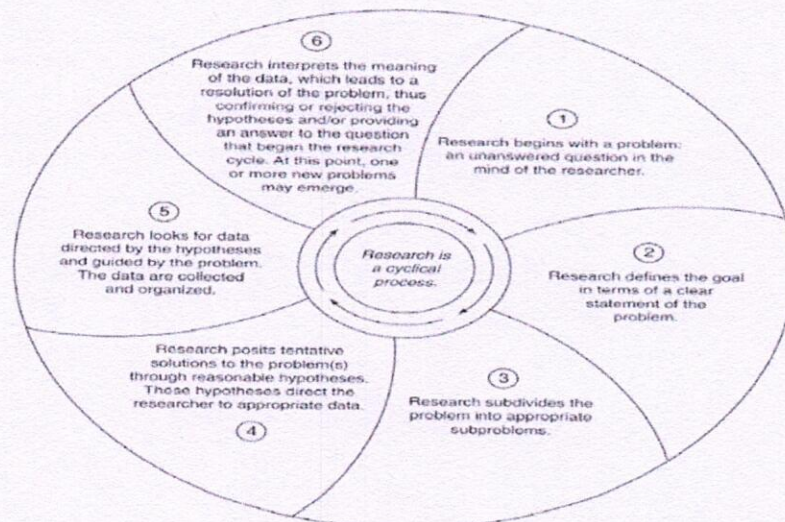 6
Research interprets the meaning
of the data, which leads to a
resolution of the problem, thus
confirming or rejecting the
hypotheses and/or providing
an answer to the question
that began the research
cycle. At this point, one
or more new problems
may emerge.
1
Research begins with a problem:
an unanswered question in the
mind of the researcher.
2
Research defines the goal
in terms of a clear
statement of the
problem.
3
Research subdivides the
problem into appropriate
subproblems.
Research posits tentative
solutions to the problem(s)
through reasonable hypotheses.
These hypotheses direct the
researcher to appropriate data.
4
5
Research looks for data
directed by the hypotheses
and guided by the problem.
The data are collected
and organized.
Research is
a cyclical
process.